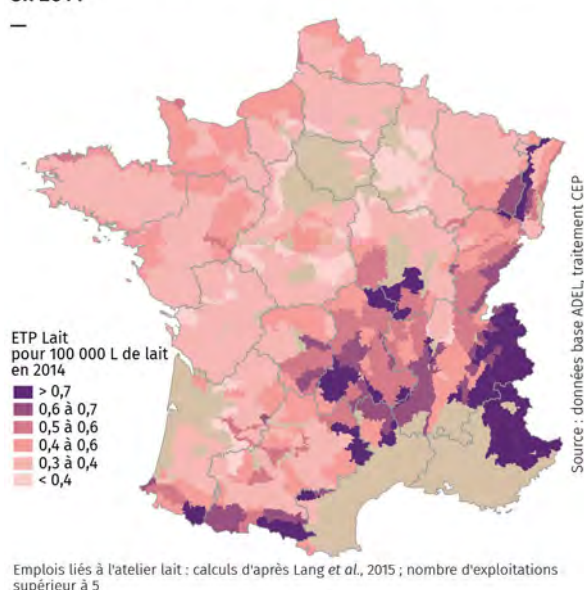 en 2014
—
ETP Lait
pour 100 000 L de lait
en 2014
> 0,7
0,6 à 0,7
0,5 à 0,6
0,4 à 0,6
0,3 à 0,4
< 0,4
Source : données base ADEL, traitement CEP
Emplois liés à l'atelier lait : calculs d'après Lang et al., 2015 ; nombre d'exploitations
supérieur à 5